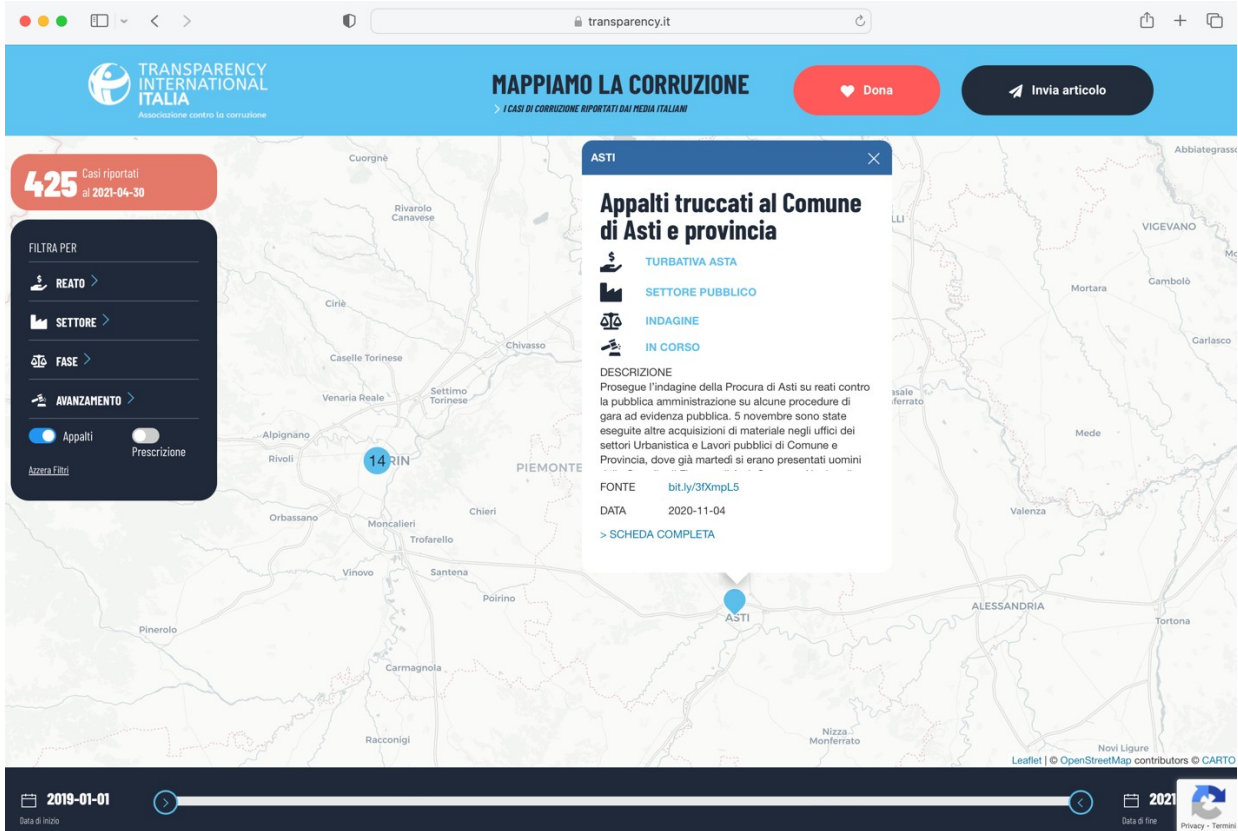 transparency.it
TRANSPARENCY
INTERNATIONAL
ITALIA
Associazione contro la corruzione
MAPPIAMO LA CORRUZIONE
> I CASI DI CORRUZIONE RIPORTATI DAI MEDIA ITALIANI
Dona
Invia articolo
425 Casi riportati
al 2021-04-30
FILTRA PER
REATO >
SETTORE >
FASE >
AVANZAMENTO >
Appalti
Prescrizione
Azzera Filtri
ASTI
Appalti truccati al Comune
di Asti e provincia
TURBATIVA ASTA
SETTORE PUBBLICO
INDAGINE
IN CORSO
DESCRIZIONE
Prosegue l'indagine della Procura di Asti su reati contro
la pubblica amministrazione su alcune procedure di
gara ad evidenza pubblica. 5 novembre sono state
eseguite altre acquisizioni di materiale negli uffici dei
settori Urbanistica e Lavori pubblici di Comune e
Provincia, dove già martedì si erano presentati uomini
FONTE bit.ly/3fXmpL5
DATA 2020-11-04
> SCHEDA COMPLETA
Cuorgnè
Rivarolo
Canavese
Ciriè
Caselle Torinese
Chivasso
Venaria Reale
Settimo
Torinese
Alpignano
Rivoli
14
RIN
PIEMONTE
Orbassano
Moncalieri
Chieri
Trofarello
Vinovo
Santena
Poirino
Pinerolo
Carmagnola
Racconigi
ASTI
Nizza
Monferrato
ALESSANDRIA
Valenza
Tortona
Novi Ligure
Mede
Mortara
Gambolò
Garlasco
VIGEVANO
Abbiategrasso
LLI
asale
ferrato
Leaflet | © OpenStreetMap contributors © CARTO
2019-01-01
Data di inizio
2021
Data di fine
Privacy - Termini